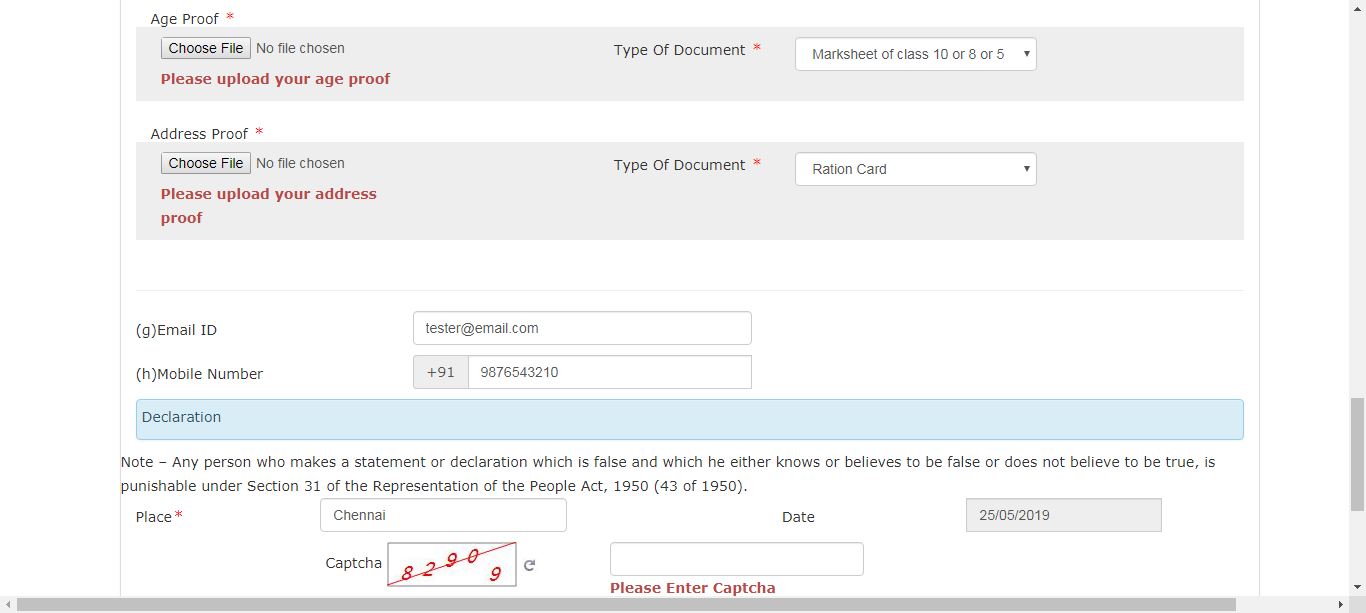 Age Proof *
Choose File No file chosen Type Of Document * Marksheet of class 10 or 8 or 5
Please upload your age proof
Address Proof *
Choose File No file chosen Type Of Document * Ration Card
Please upload your address
proof
(g)Email ID tester@email.com
(h)Mobile Number +91 9876543210
Declaration
Note – Any person who makes a statement or declaration which is false and which he either knows or believes to be false or does not believe to be true, is
punishable under Section 31 of the Representation of the People Act, 1950 (43 of 1950).
Place* Chennai Date 25/05/2019
Captcha 82909
Please Enter Captcha